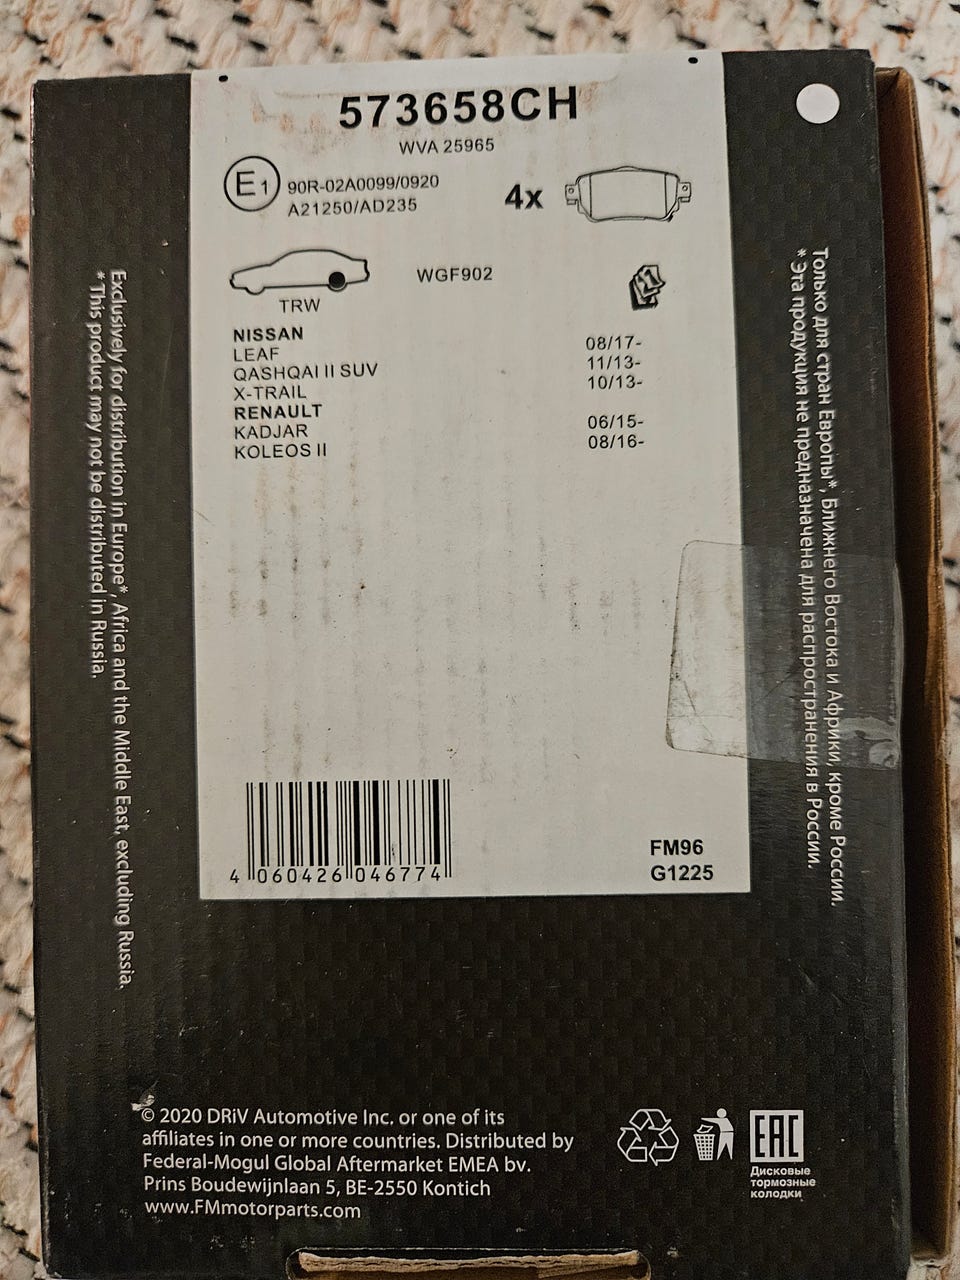 573658CH
WVA 25965
E1
90R-02A0099/0920
A21250/AD235
4x
TRW
WGF902
NISSAN
LEAF 08/17-
QASHQAI II SUV 11/13-
X-TRAIL 10/13-
RENAULT
KADJAR 06/15-
KOLEOS II 08/16-
4 060426 046774
FM96
G1225
Exclusively for distribution in Europe*, Africa and the Middle East, excluding Russia.
*This product may not be distributed in Russia.
Только для стран Европы*, Ближнего Востока и Африки, кроме России.
*Эта продукция не предназначена для распространения в России.
© 2020 DRiV Automotive Inc. or one of its
affiliates in one or more countries. Distributed by
Federal-Mogul Global Aftermarket EMEA bv.
Prins Boudewijnlaan 5, BE-2550 Kontich
www.FMmotorparts.com
EAC
Дисковые
тормозные
колодки